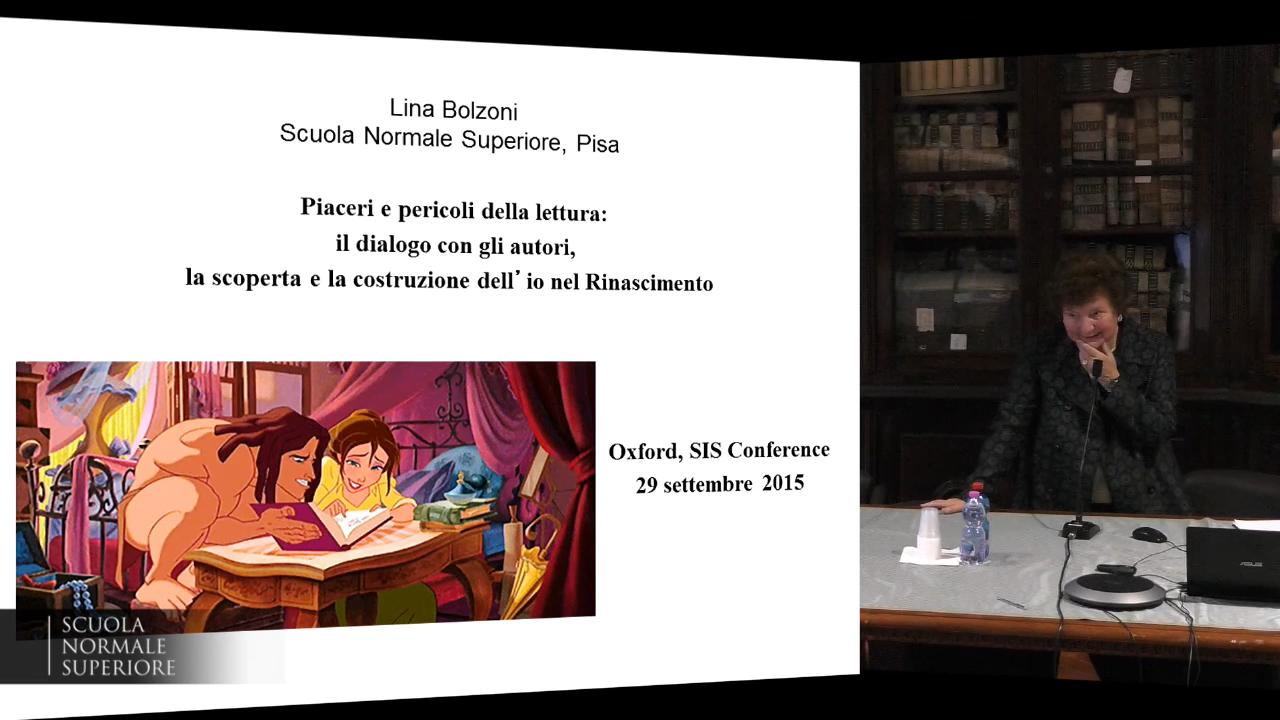 Lina Bolzoni
Scuola Normale Superiore, Pisa
Piaceri e pericoli della lettura:
il dialogo con gli autori,
la scoperta e la costruzione dell’ io nel Rinascimento
Oxford, SIS Conference
29 settembre 2015
SCUOLA
NORMALE
SUPERIORE
ASUS